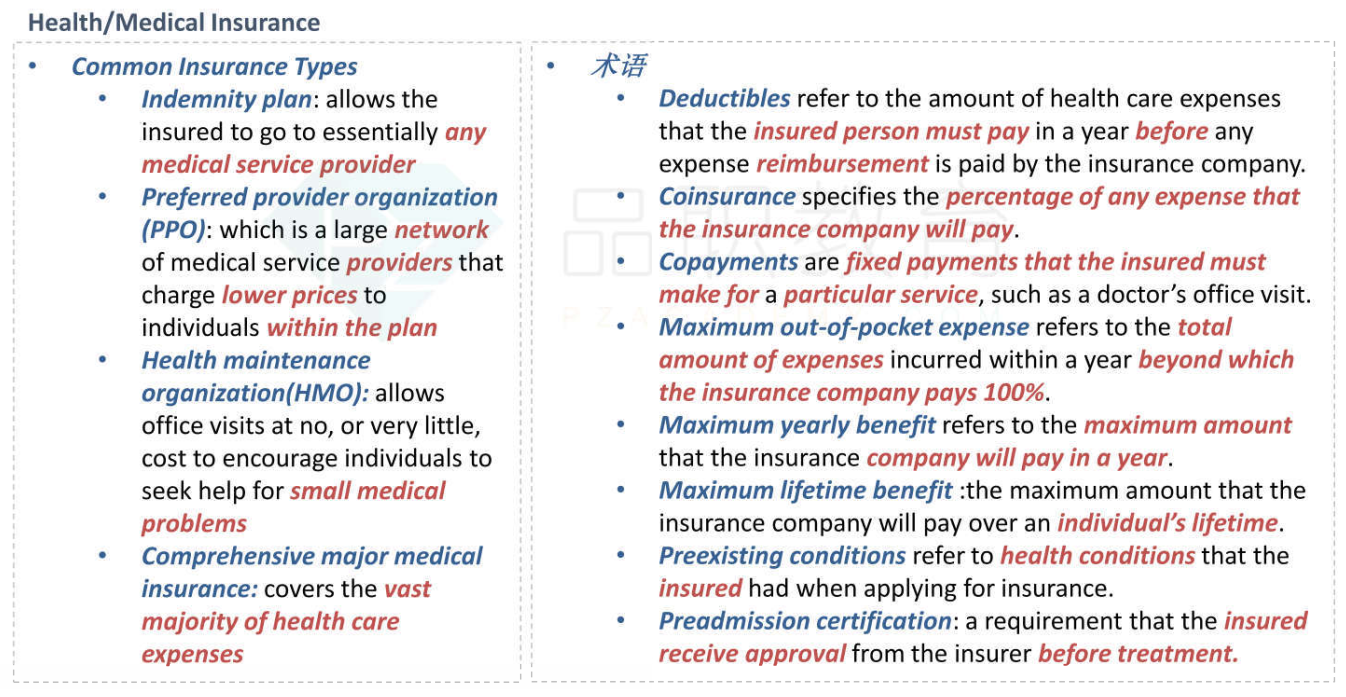 Health/Medical Insurance
• Common Insurance Types
• Indemnity plan: allows the
insured to go to essentially any
medical service provider
• Preferred provider organization
(PPO): which is a large network
of medical service providers that
charge lower prices to
individuals within the plan
• Health maintenance
organization(HMO): allows
office visits at no, or very little,
cost to encourage individuals to
seek help for small medical
problems
• Comprehensive major medical
insurance: covers the vast
majority of health care
expenses
• 术语
• Deductibles refer to the amount of health care expenses
that the insured person must pay in a year before any
expense reimbursement is paid by the insurance company.
• Coinsurance specifies the percentage of any expense that
the insurance company will pay.
• Copayments are fixed payments that the insured must
make for a particular service, such as a doctor’s office visit.
• Maximum out-of-pocket expense refers to the total
amount of expenses incurred within a year beyond which
the insurance company pays 100%.
• Maximum yearly benefit refers to the maximum amount
that the insurance company will pay in a year.
• Maximum lifetime benefit :the maximum amount that the
insurance company will pay over an individual’s lifetime.
• Preexisting conditions refer to health conditions that the
insured had when applying for insurance.
• Preadmission certification: a requirement that the insured
receive approval from the insurer before treatment.
品职教育